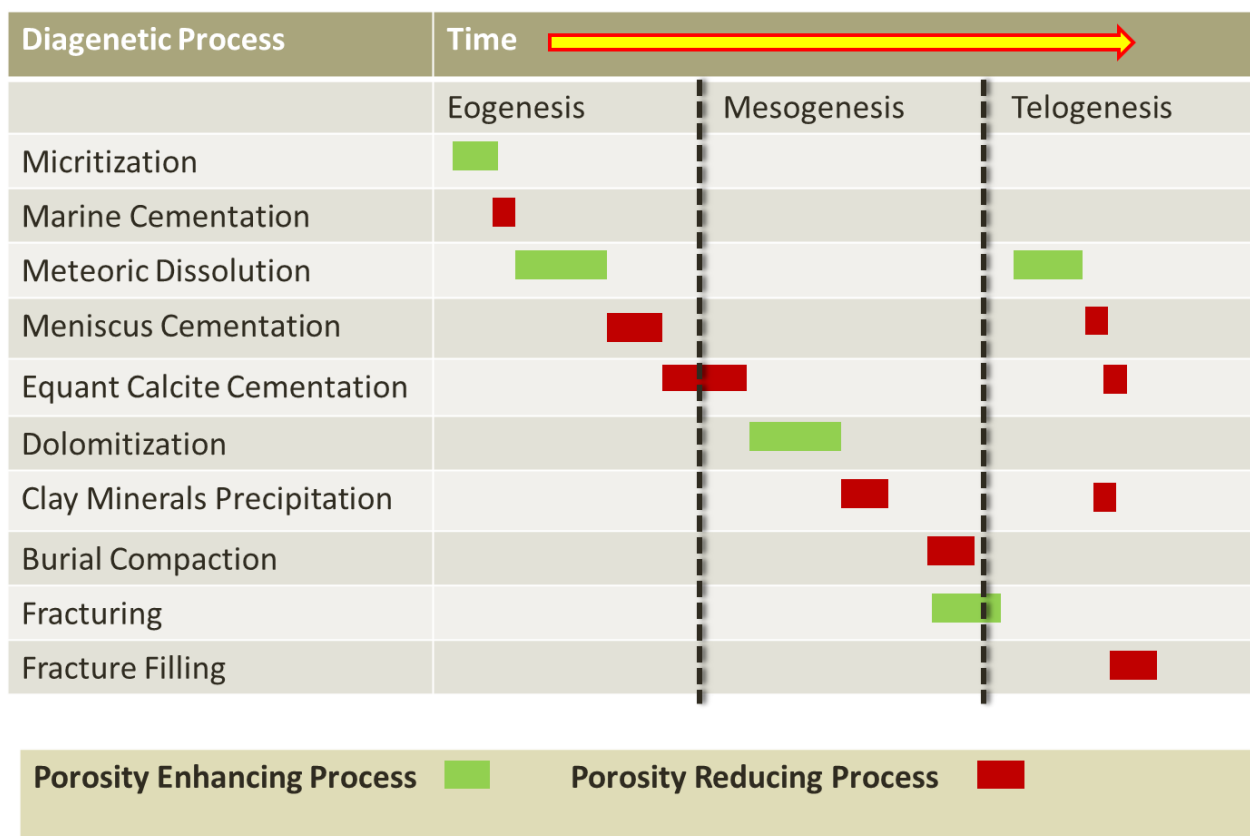 Diagenetic Process Time
Eogenesis Mesogenesis Telogenesis
Micritization
Marine Cementation
Meteoric Dissolution
Meniscus Cementation
Equant Calcite Cementation
Dolomitization
Clay Minerals Precipitation
Burial Compaction
Fracturing
Fracture Filling
Porosity Enhancing Process Porosity Reducing Process